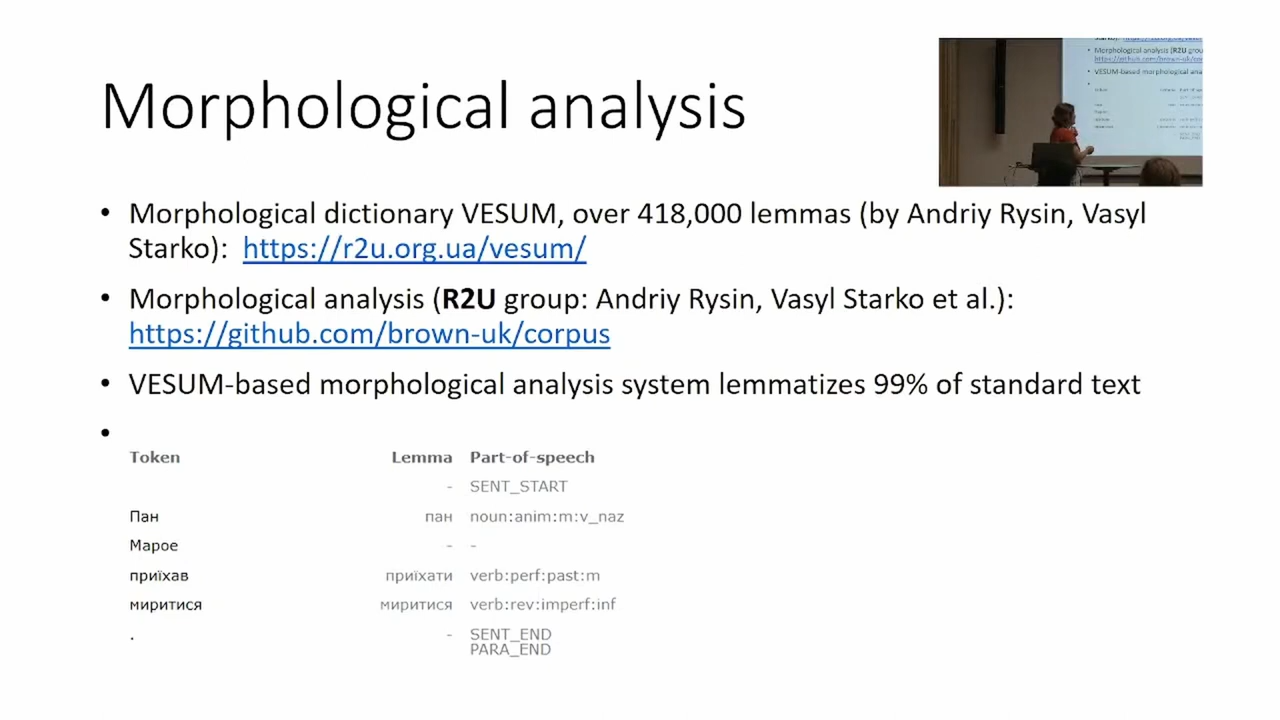 Morphological analysis
• Morphological dictionary VESUM, over 418,000 lemmas (by Andriy Rysin, Vasyl
Starko): https://r2u.org.ua/vesum/
• Morphological analysis (R2U group: Andriy Rysin, Vasyl Starko et al.):
https://github.com/brown-uk/corpus
• VESUM-based morphological analysis system lemmatizes 99% of standard text
•
Token Lemma Part-of-speech
- SENT_START
Пан пан noun:anim:m:v_naz
Марое - -
приїхав приїхати verb:perf:past:m
миритися миритися verb:rev:imperf:inf
. - SENT_END
PARA_END